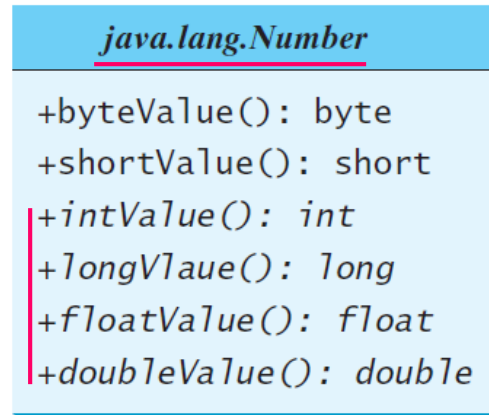 java.lang.Number
+byteValue(): byte
+shortValue(): short
+intValue(): int
+longVlaue(): long
+floatValue(): float
+doubleValue(): double